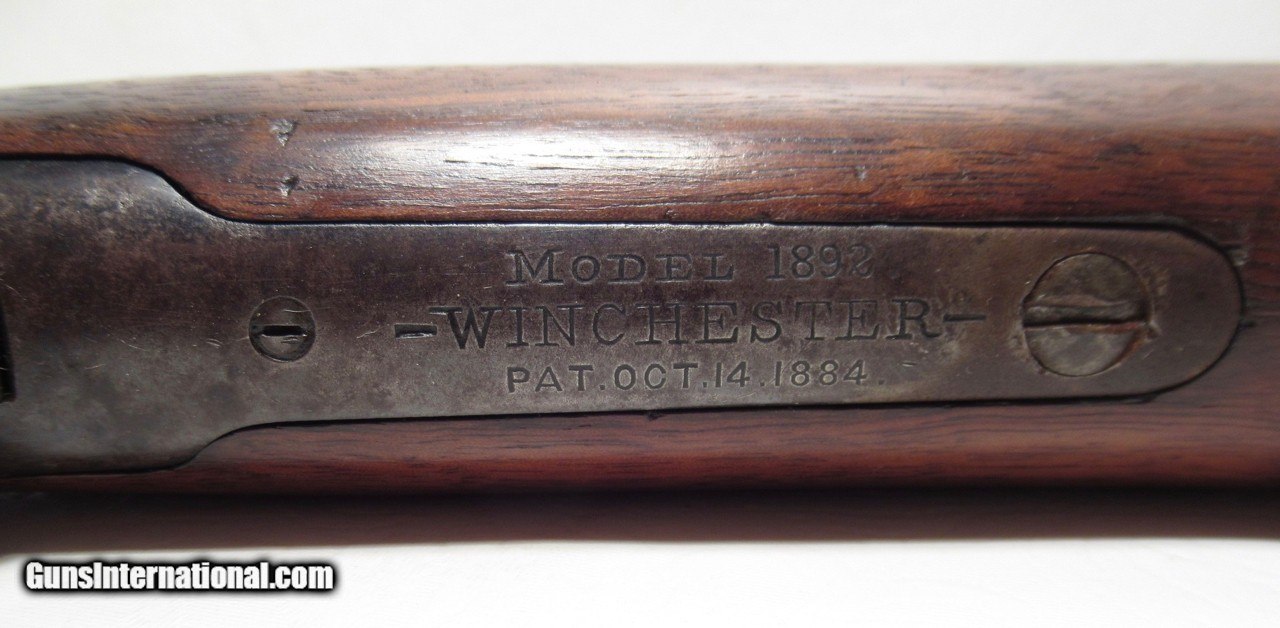 MODEL 1892.
-WINCHESTER-
PAT. OCT. 14. 1884.
GunsInternational.com